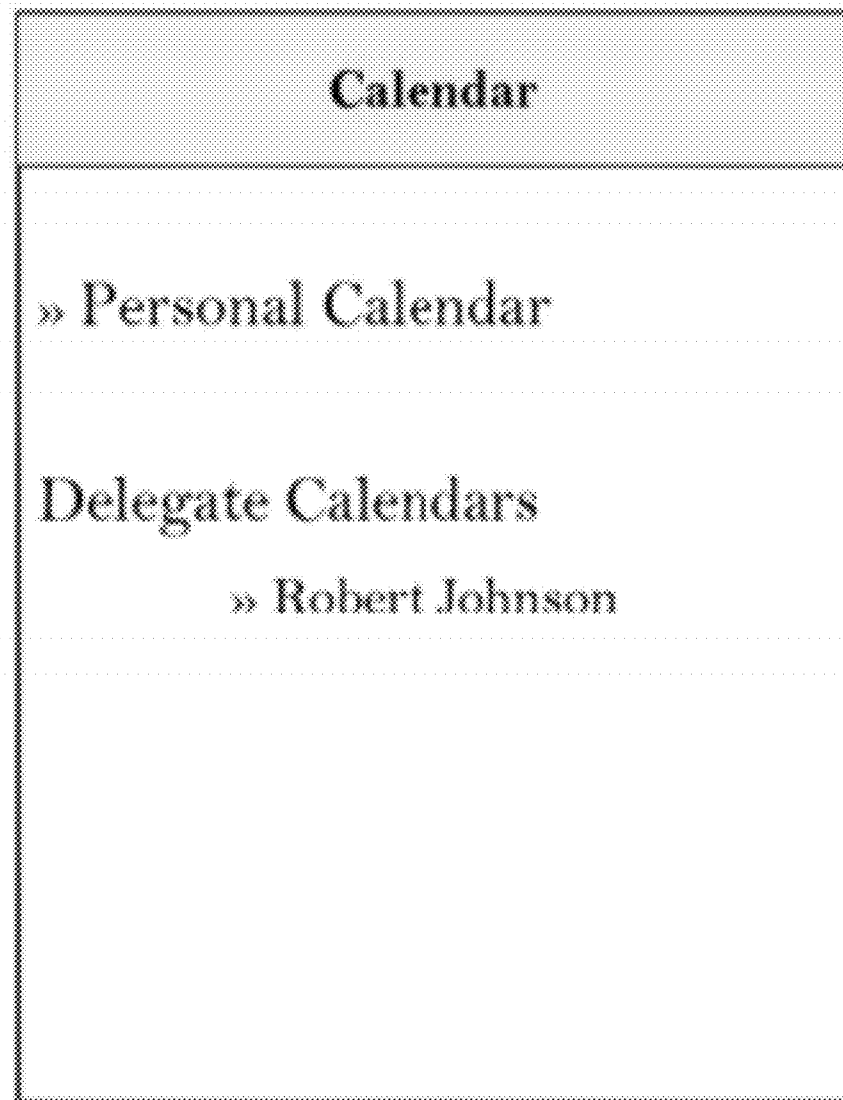 Calendar
» Personal Calendar
Delegate Calendars
» Robert Johnson